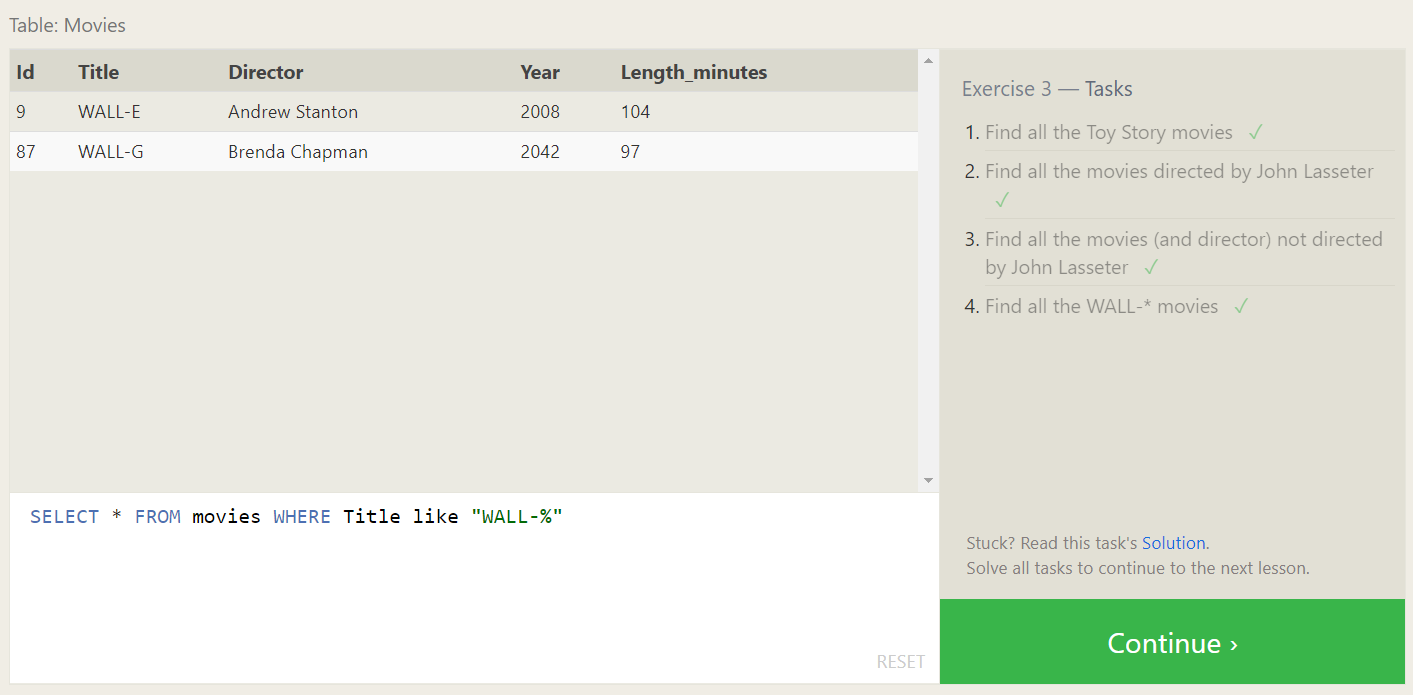 Table: Movies
Id Title Director Year Length_minutes
9 WALL-E Andrew Stanton 2008 104
87 WALL-G Brenda Chapman 2042 97
SELECT * FROM movies WHERE Title like "WALL-%"
RESET
Exercise 3 — Tasks
1. Find all the Toy Story movies ✓
2. Find all the movies directed by John Lasseter
✓
3. Find all the movies (and director) not directed
by John Lasseter ✓
4. Find all the WALL-* movies ✓
Stuck? Read this task's Solution.
Solve all tasks to continue to the next lesson.
Continue ›